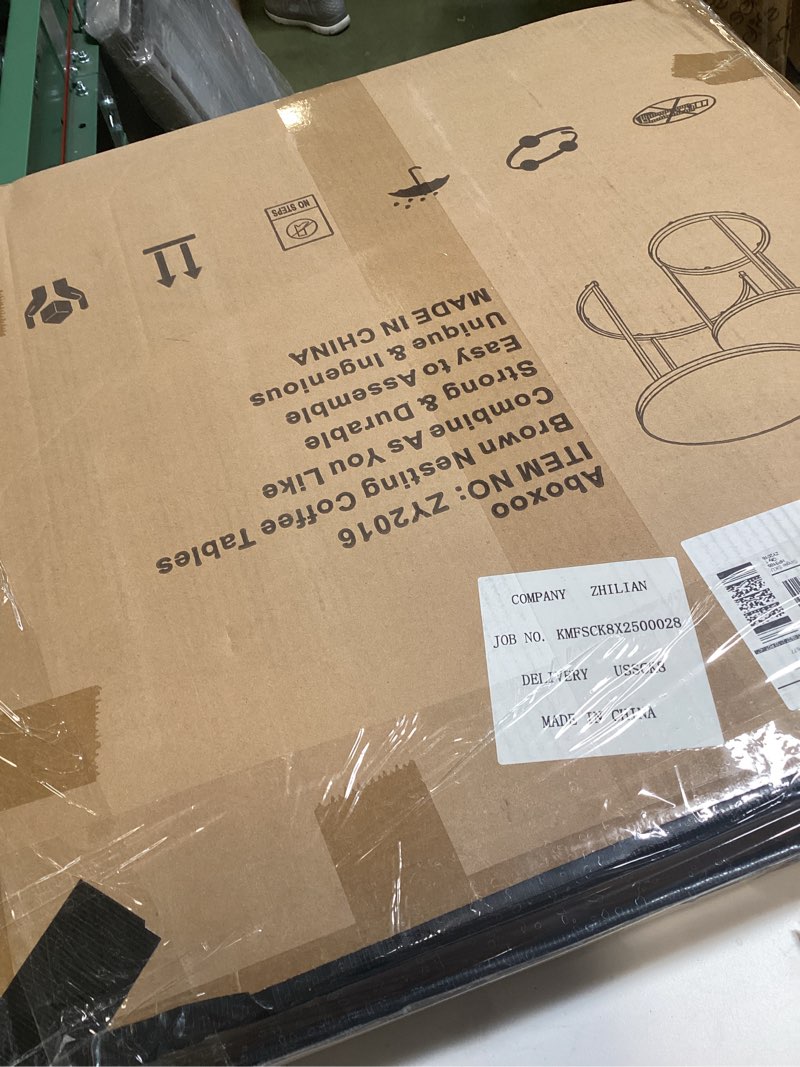 Aboxoo
ITEM NO: ZY2016
Brown Nesting Coffee Tables
Combine As You Like
Strong & Durable
Easy to Assemble
Unique & Ingenious
MADE IN CHINA
NO STEPS
COMPANY ZHILIAN
JOB NO. KMFSCK8X2500028
DELIVERY USSCK8
MADE IN CHINA
ZY2016